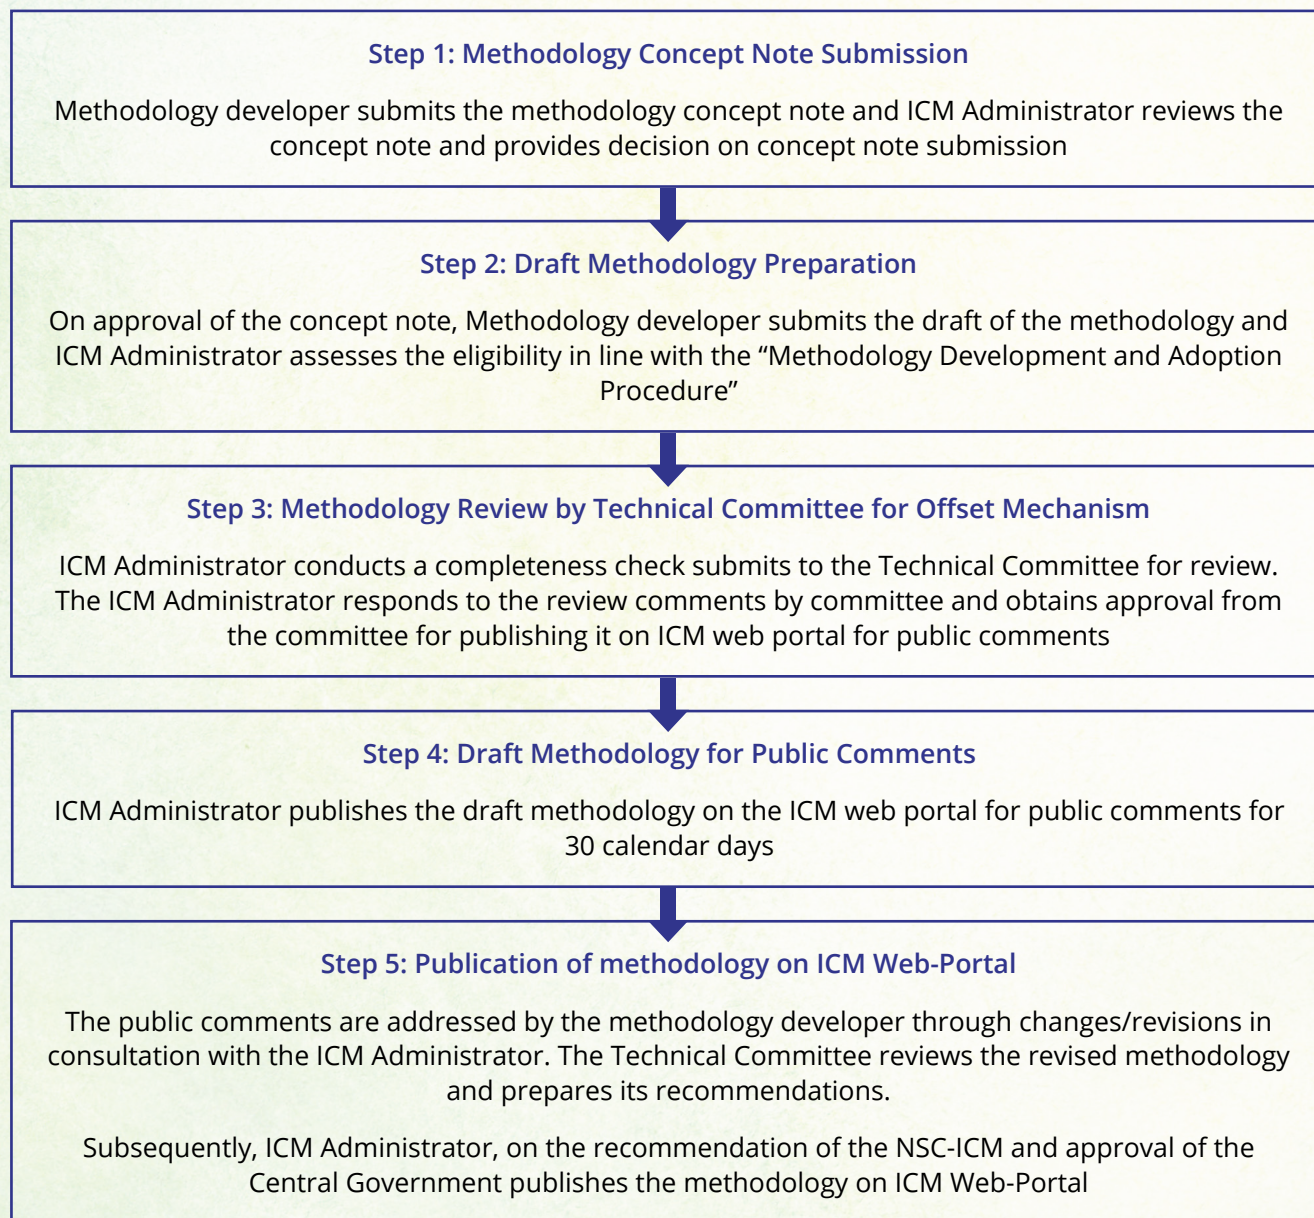 Step 1: Methodology Concept Note Submission
Methodology developer submits the methodology concept note and ICM Administrator reviews the
concept note and provides decision on concept note submission
Step 2: Draft Methodology Preparation
On approval of the concept note, Methodology developer submits the draft of the methodology and
ICM Administrator assesses the eligibility in line with the “Methodology Development and Adoption
Procedure”
Step 3: Methodology Review by Technical Committee for Offset Mechanism
ICM Administrator conducts a completeness check submits to the Technical Committee for review.
The ICM Administrator responds to the review comments by committee and obtains approval from
the committee for publishing it on ICM web portal for public comments
Step 4: Draft Methodology for Public Comments
ICM Administrator publishes the draft methodology on the ICM web portal for public comments for
30 calendar days
Step 5: Publication of methodology on ICM Web-Portal
The public comments are addressed by the methodology developer through changes/revisions in
consultation with the ICM Administrator. The Technical Committee reviews the revised methodology
and prepares its recommendations.
Subsequently, ICM Administrator, on the recommendation of the NSC-ICM and approval of the
Central Government publishes the methodology on ICM Web-Portal